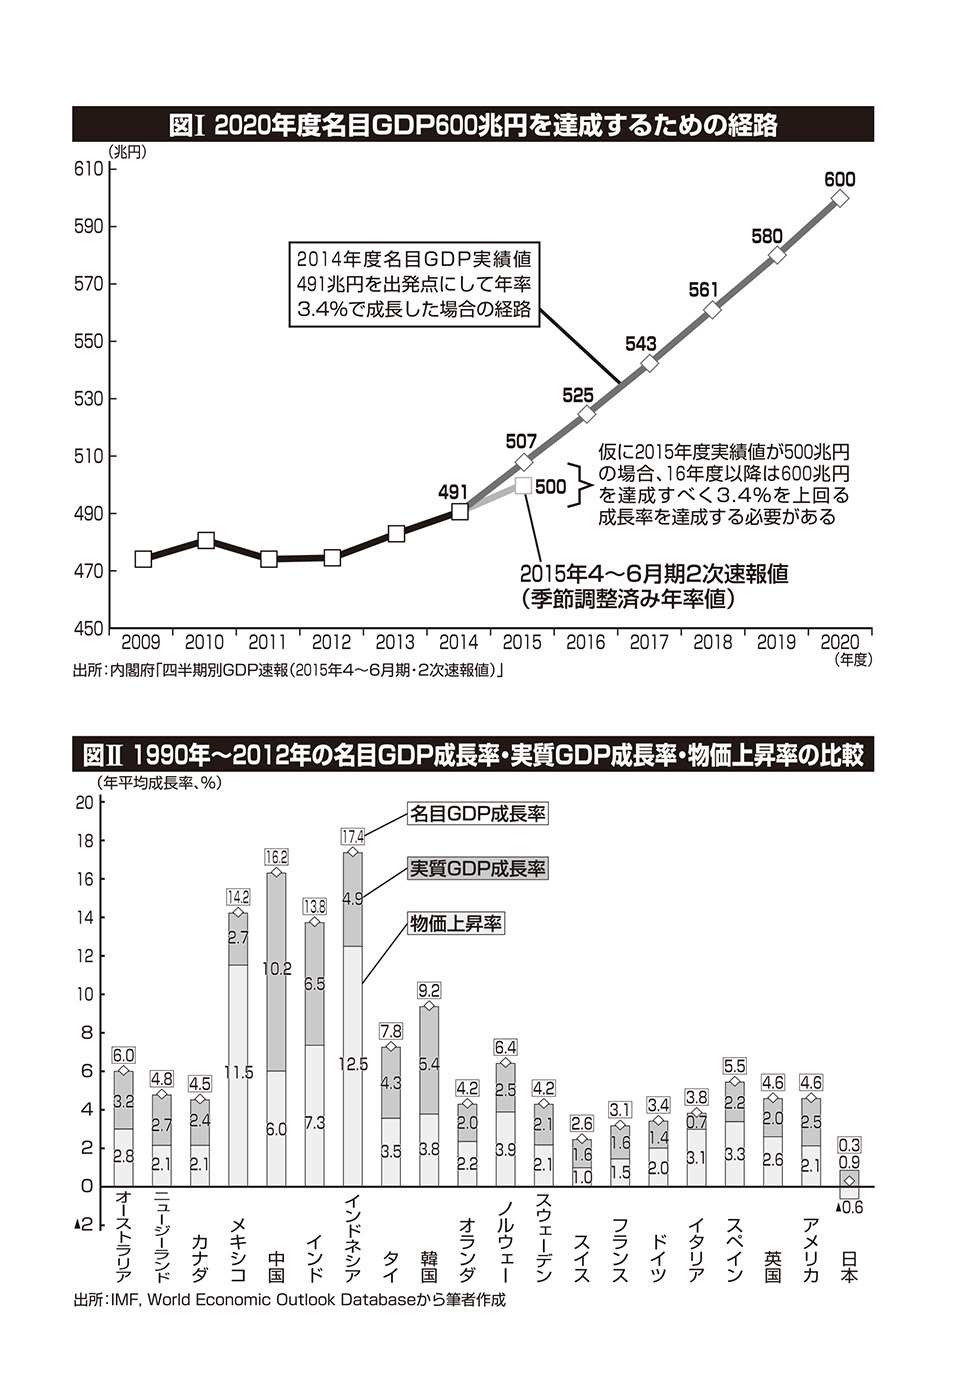 図Ⅰ 2020年度名目GDP600兆円を達成するための経路
(兆円)
610
590
570
550
530
510
490
470
450
2014年度名目GDP実績値
491兆円を出発点にして年率
3.4%で成長した場合の経路
600
580
561
543
525
507
491
500
仮に2015年度実績値が500兆円
の場合、16年度以降は600兆円
を達成すべく3.4%を上回る
成長率を達成する必要がある
2015年4～6月期2次速報値
(季節調整済み年率値)
2009 2010 2011 2012 2013 2014 2015 2016 2017 2018 2019 2020
(年度)
出所：内閣府「四半期別GDP速報(2015年4～6月期・2次速報値)」
図Ⅱ 1990年～2012年の名目GDP成長率・実質GDP成長率・物価上昇率の比較
(年平均成長率、%)
20
18
16
14
12
10
8
6
4
2
0
▲2
名目GDP成長率
実質GDP成長率
物価上昇率
6.0 4.8 4.5 14.2 16.2 13.8 17.4 7.8 9.2 4.2 6.4 4.2 2.6 3.1 3.4 3.8 5.5 4.6 4.6 0.3
3.2 2.7 2.4 2.7 10.2 6.5 4.9 4.3 5.4 2.0 2.5 2.1 1.6 1.6 1.4 0.7 2.2 2.0 2.5 0.9
2.8 2.1 2.1 11.5 6.0 7.3 12.5 3.5 3.8 2.2 3.9 2.1 1.0 1.5 2.0 3.1 3.3 2.6 2.1 ▲0.6
オーストラリア
ニュージーランド
カナダ
メキシコ
中国
インド
インドネシア
タイ
韓国
オランダ
ノルウェー
スウェーデン
スイス
フランス
ドイツ
イタリア
スペイン
英国
アメリカ
日本
出所：IMF, World Economic Outlook Databaseから筆者作成